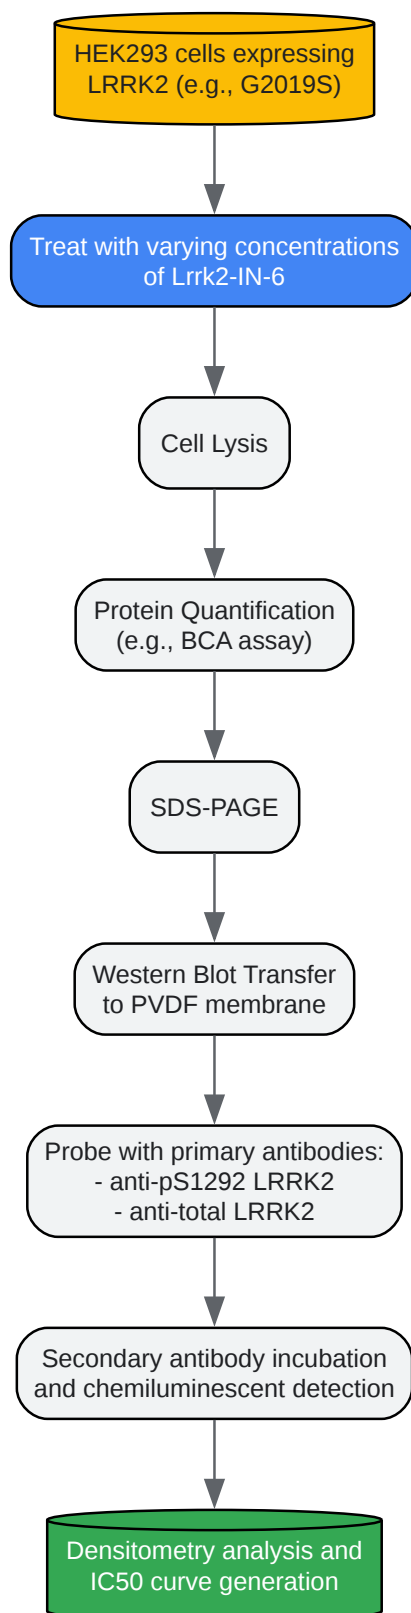 HEK293 cells expressing
LRRK2 (e.g., G2019S)
Treat with varying concentrations
of Lrrk2-IN-6
Cell Lysis
Protein Quantification
(e.g., BCA assay)
SDS-PAGE
Western Blot Transfer
to PVDF membrane
Probe with primary antibodies:
- anti-pS1292 LRRK2
- anti-total LRRK2
Secondary antibody incubation
and chemiluminescent detection
Densitometry analysis and
IC50 curve generation